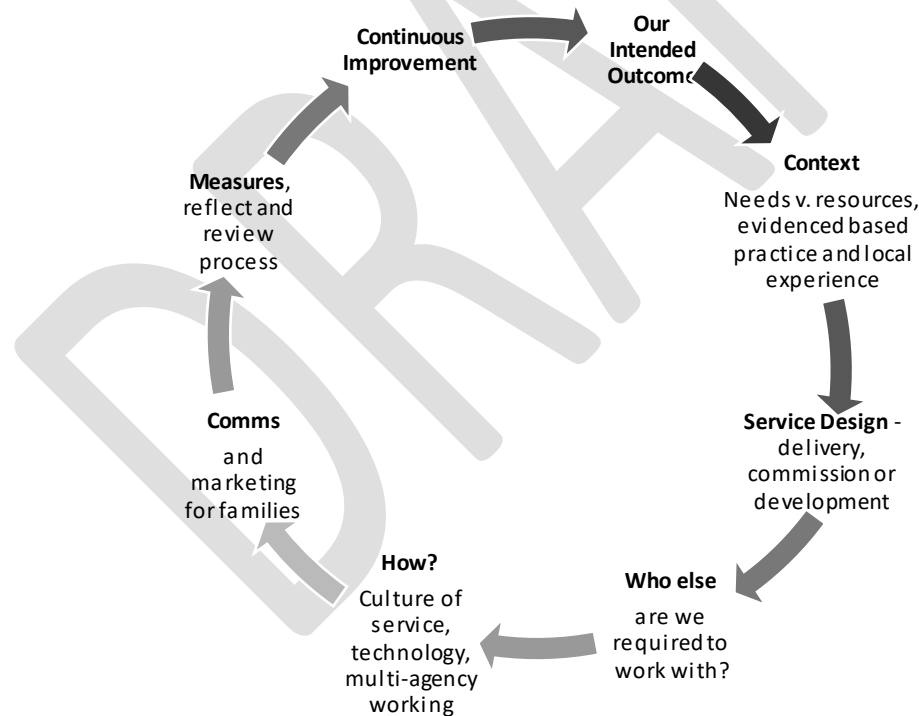 Our
Intended
Outcome
Context
Needs v. resources,
evidenced based
practice and local
experience
Service Design -
delivery,
commission or
development
Who else
are we
required to
work with?
How?
Culture of
service,
technology,
multi-agency
working
Comms
and
marketing
for families
Measures,
reflect and
review
process
Continuous
Improvement
DRA